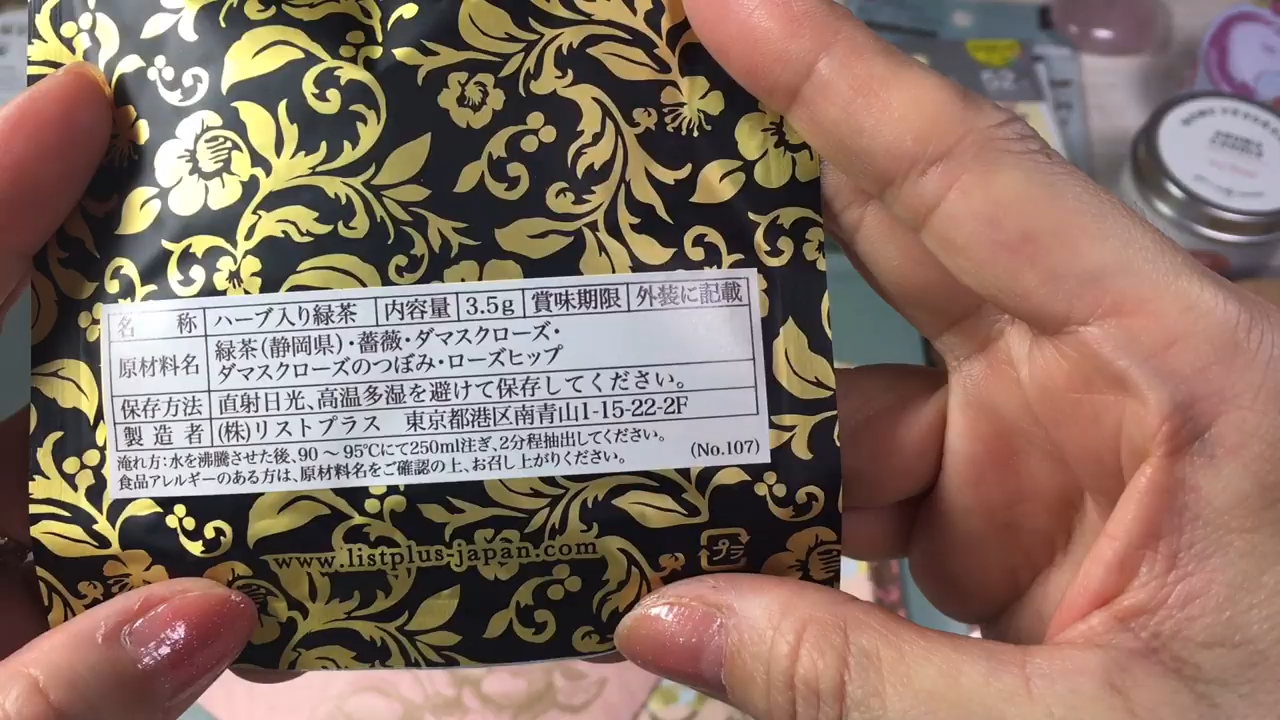 52
名 称 ハーブ入り緑茶 内容量 3.5g 賞味期限 外装に記載
原材料名 緑茶(静岡県)・薔薇・ダマスクローズ・
ダマスクローズのつぼみ・ローズヒップ
保存方法 直射日光、高温多湿を避けて保存してください。
製造者 (株)リストプラス 東京都港区南青山1-15-22-2F
淹れ方:水を沸騰させた後、90～95℃にて250ml注ぎ、2分程抽出してください。
食品アレルギーのある方は、原材料名をご確認の上、お召し上がりください。 (No.107)
www.listplus-japan.com
プラ